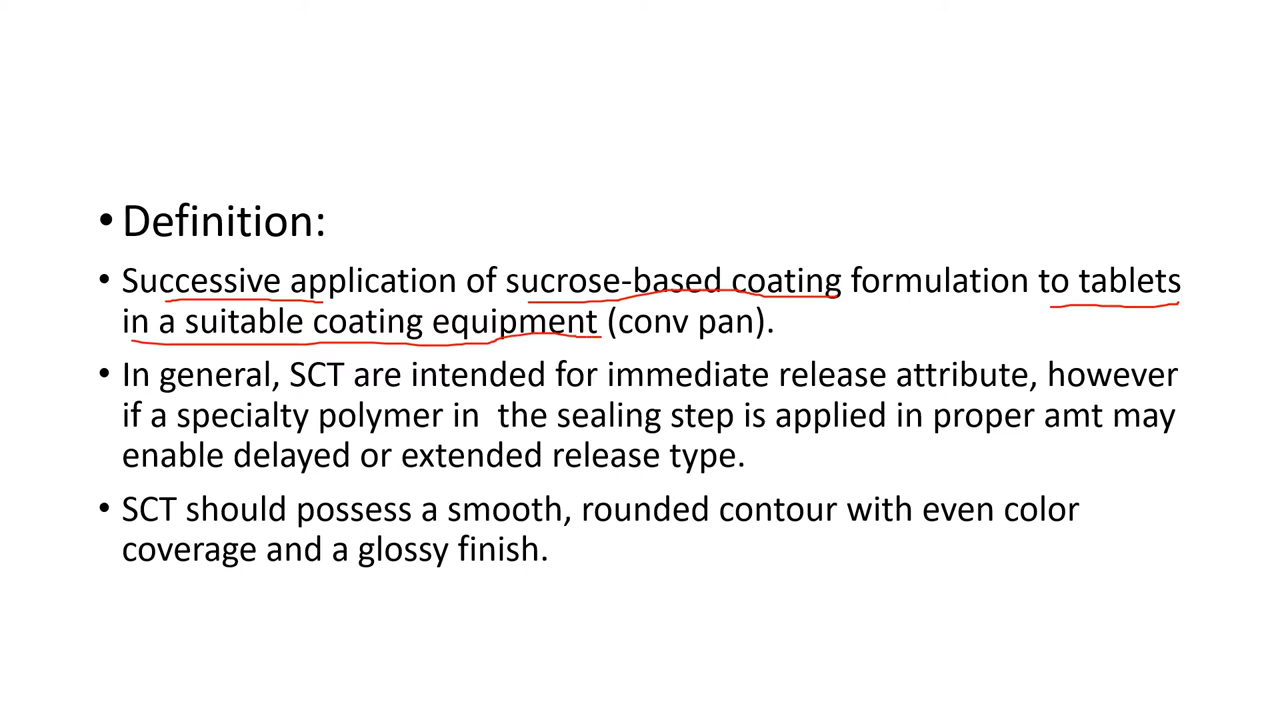 • Definition:
• Successive application of sucrose-based coating formulation to tablets
in a suitable coating equipment (conv pan).
• In general, SCT are intended for immediate release attribute, however
if a specialty polymer in  the sealing step is applied in proper amt may
enable delayed or extended release type.
• SCT should possess a smooth, rounded contour with even color
coverage and a glossy finish.